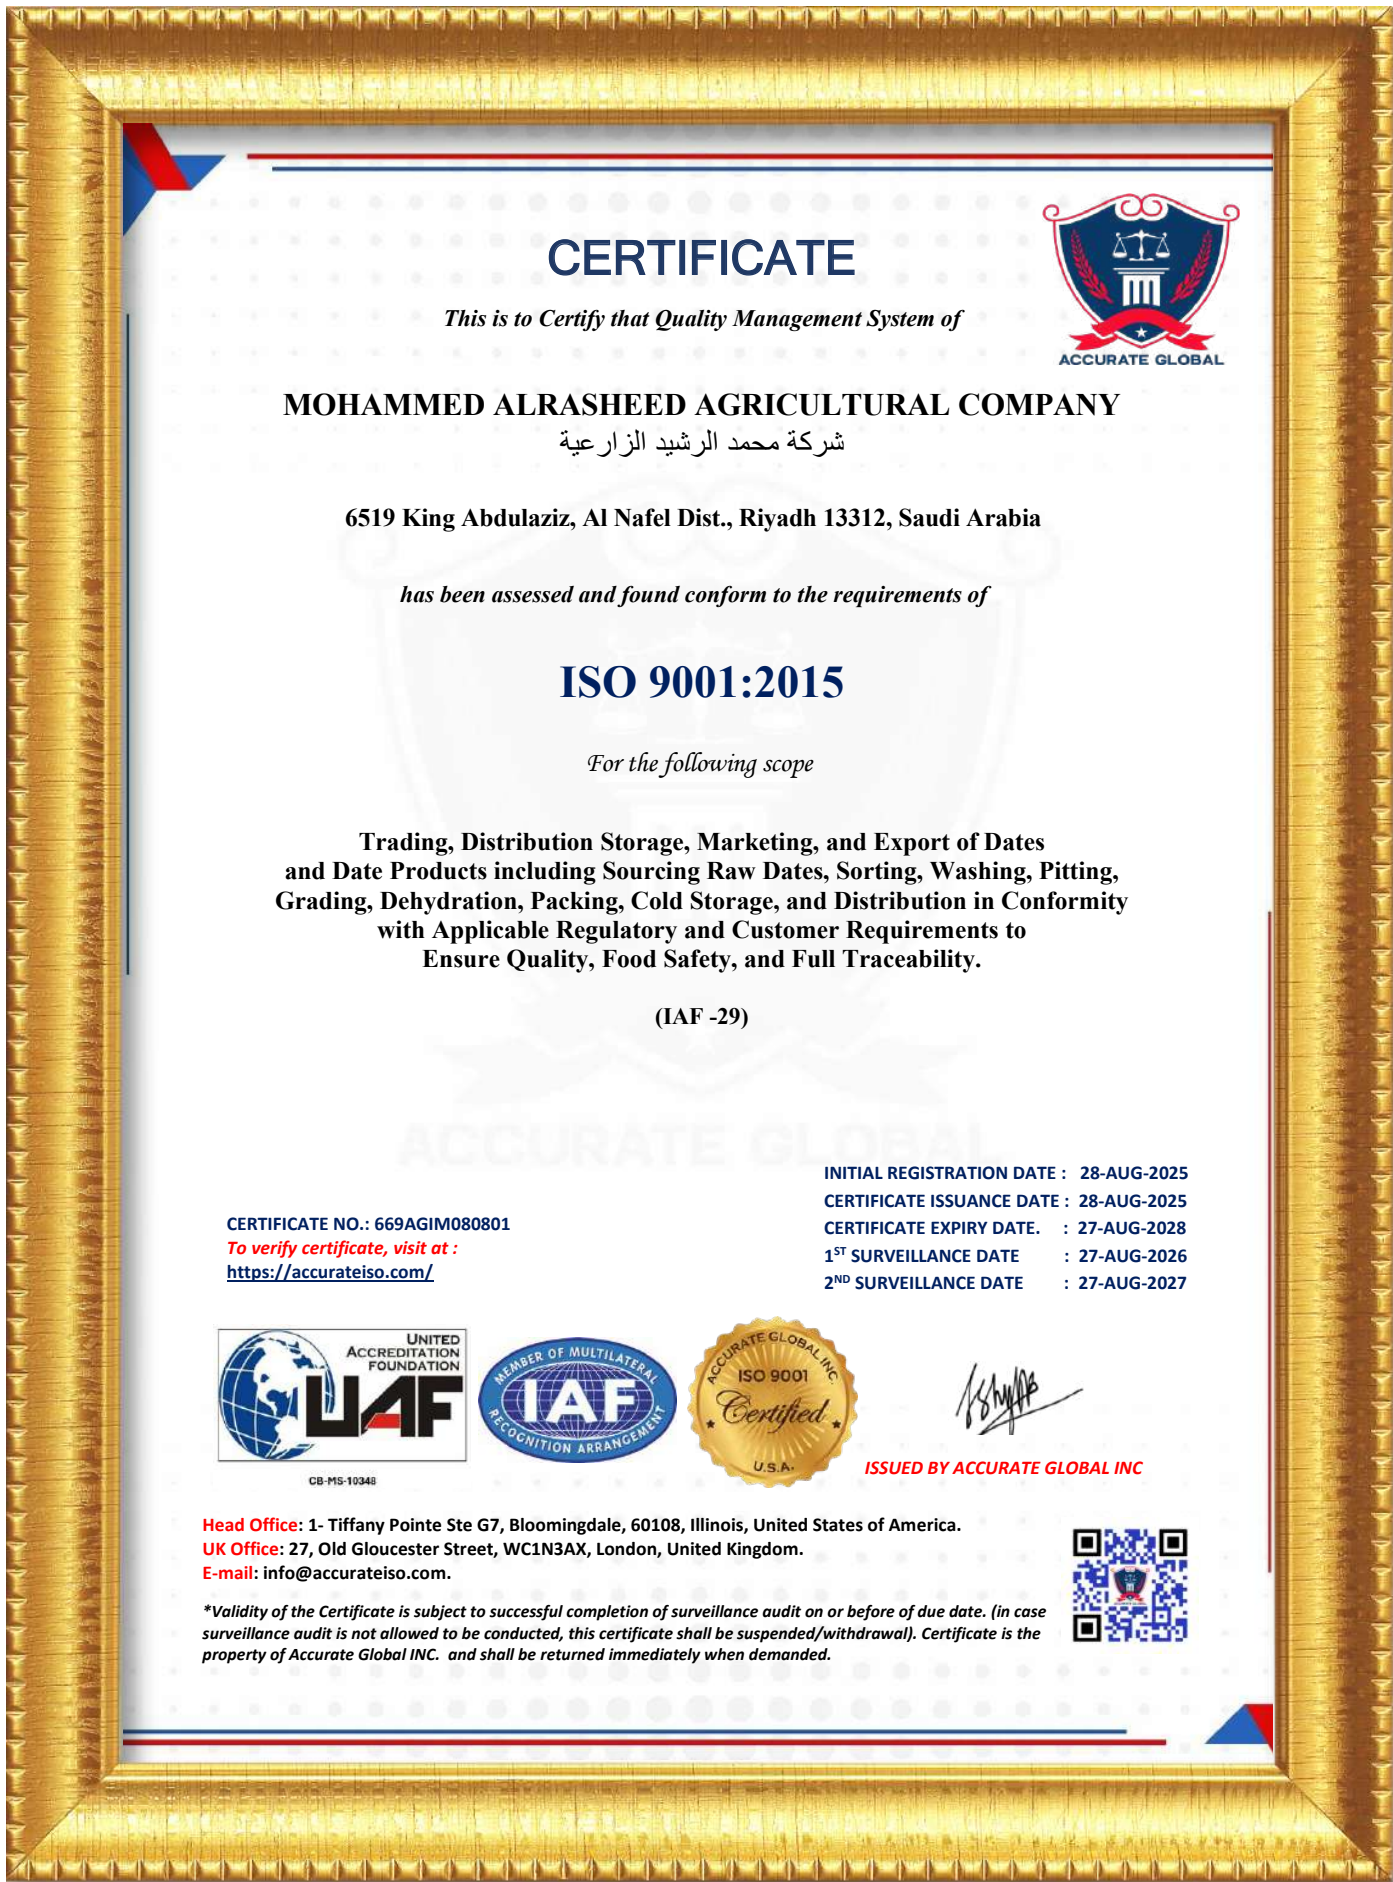 CERTIFICATE
This is to Certify that Quality Management System of
ACCURATE GLOBAL
MOHAMMED ALRASHEED AGRICULTURAL COMPANY
شركة محمد الرشيد الزارعية
6519 King Abdulaziz, Al Nafel Dist., Riyadh 13312, Saudi Arabia
has been assessed and found conform to the requirements of
ISO 9001:2015
For the following scope
Trading, Distribution Storage, Marketing, and Export of Dates
and Date Products including Sourcing Raw Dates, Sorting, Washing, Pitting,
Grading, Dehydration, Packing, Cold Storage, and Distribution in Conformity
with Applicable Regulatory and Customer Requirements to
Ensure Quality, Food Safety, and Full Traceability.
(IAF -29)
ACCURATE GLOBAL
INITIAL REGISTRATION DATE : 28-AUG-2025
CERTIFICATE ISSUANCE DATE : 28-AUG-2025
CERTIFICATE EXPIRY DATE. : 27-AUG-2028
1ST SURVEILLANCE DATE : 27-AUG-2026
2ND SURVEILLANCE DATE : 27-AUG-2027
CERTIFICATE NO.: 669AGIM080801
To verify certificate, visit at :
https://accurateiso.com/
UNITED
ACCREDITATION
FOUNDATION
UAF
CB-MS-10348
MEMBER OF MULTILATERAL
IAF
RECOGNITION ARRANGEMENT
ACCURATE GLOBAL INC.
ISO 9001
Certified
U.S.A.
ISSUED BY ACCURATE GLOBAL INC
Head Office: 1- Tiffany Pointe Ste G7, Bloomingdale, 60108, Illinois, United States of America.
UK Office: 27, Old Gloucester Street, WC1N3AX, London, United Kingdom.
E-mail: info@accurateiso.com.
*Validity of the Certificate is subject to successful completion of surveillance audit on or before of due date. (in case
surveillance audit is not allowed to be conducted, this certificate shall be suspended/withdrawal). Certificate is the
property of Accurate Global INC. and shall be returned immediately when demanded.